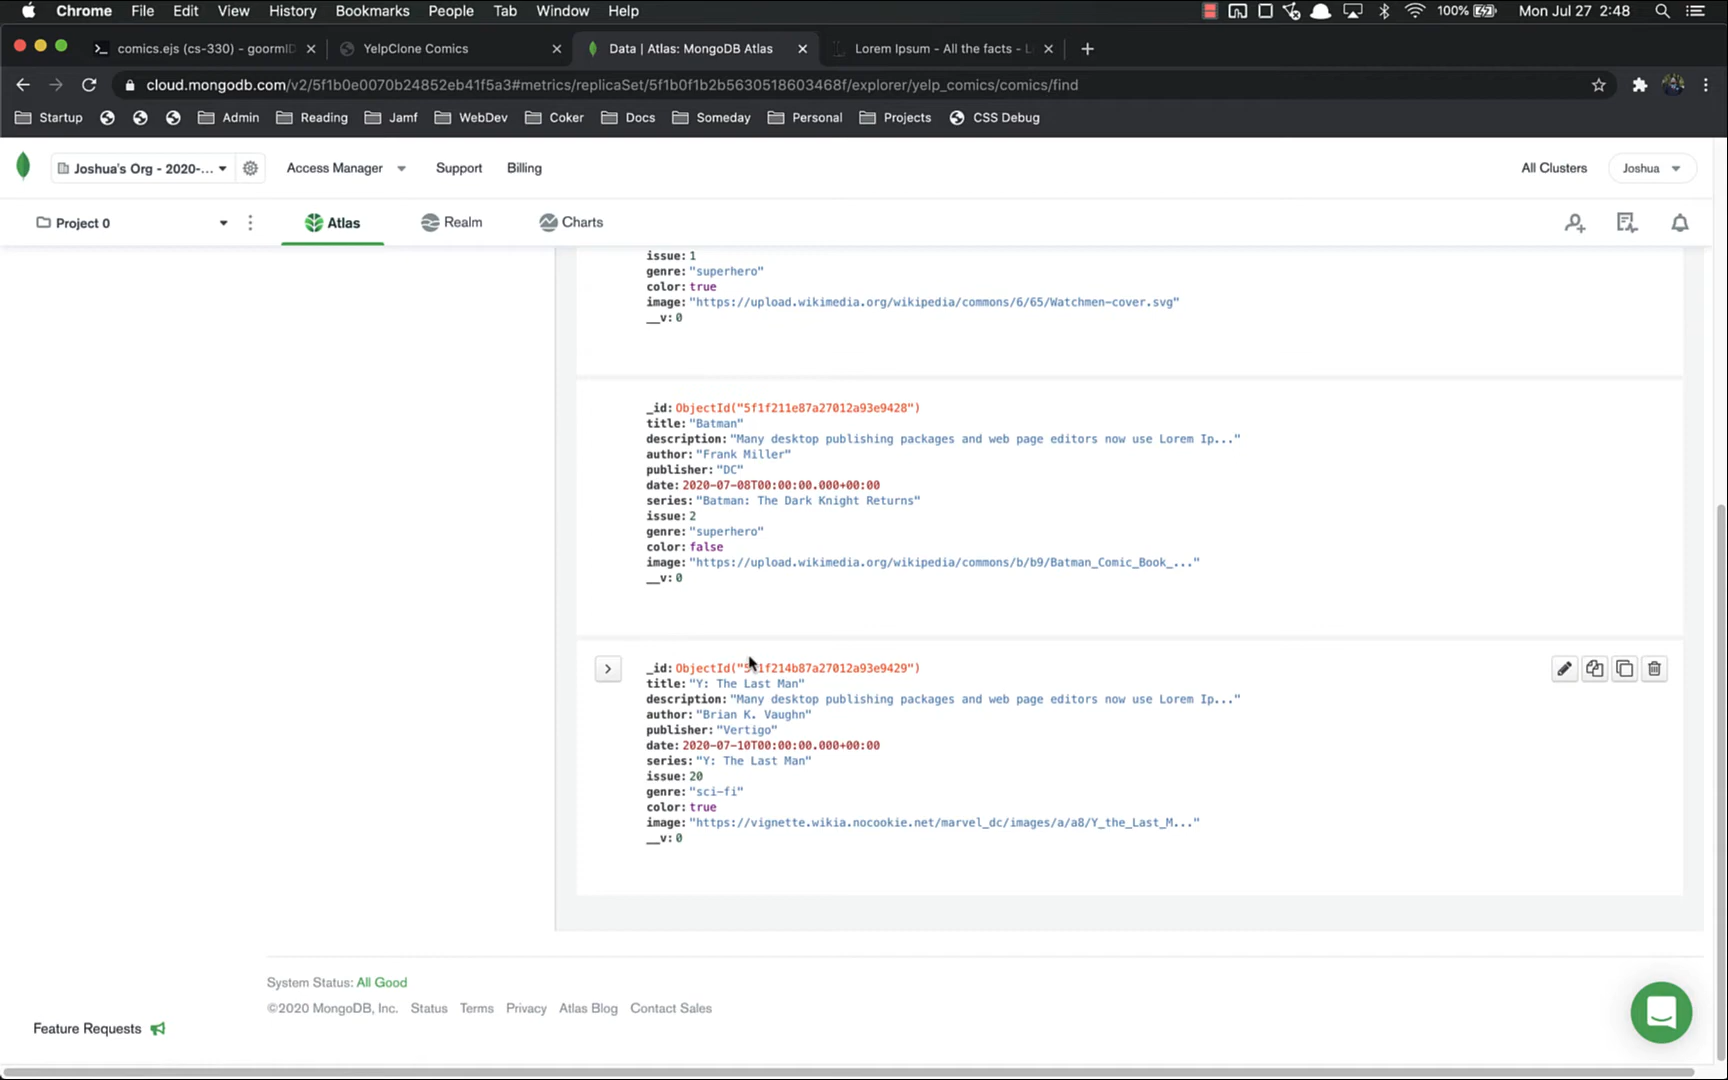 Chrome File Edit View History Bookmarks People Tab Window Help 100% Mon Jul 27 2:48
comics.ejs (cs-330) - goormID YelpClone Comics Data | Atlas: MongoDB Atlas Lorem Ipsum - All the facts - L
cloud.mongodb.com/v2/5f1b0e0070b24852eb41f5a3#metrics/replicaSet/5f1b0f1b2b5630518603468f/explorer/yelp_comics/comics/find
Startup Admin Reading Jamf WebDev Coker Docs Someday Personal Projects CSS Debug
Joshua's Org - 2020-... Access Manager Support Billing All Clusters Joshua
Project 0 Atlas Realm Charts
issue: 1
genre: "superhero"
color: true
image: "https://upload.wikimedia.org/wikipedia/commons/6/65/Watchmen-cover.svg"
__v: 0
_id: ObjectId("5f1f211e87a27012a93e9428")
title: "Batman"
description: "Many desktop publishing packages and web page editors now use Lorem Ip..."
author: "Frank Miller"
publisher: "DC"
date: 2020-07-08T00:00:00.000+00:00
series: "Batman: The Dark Knight Returns"
issue: 2
genre: "superhero"
color: false
image: "https://upload.wikimedia.org/wikipedia/commons/b/b9/Batman_Comic_Book_..."
__v: 0
_id: ObjectId("5f1f214b87a27012a93e9429")
title: "Y: The Last Man"
description: "Many desktop publishing packages and web page editors now use Lorem Ip..."
author: "Brian K. Vaughn"
publisher: "Vertigo"
date: 2020-07-10T00:00:00.000+00:00
series: "Y: The Last Man"
issue: 20
genre: "sci-fi"
color: true
image: "https://vignette.wikia.nocookie.net/marvel_dc/images/a/a8/Y_the_Last_M..."
__v: 0
System Status: All Good
©2020 MongoDB, Inc. Status Terms Privacy Atlas Blog Contact Sales
Feature Requests